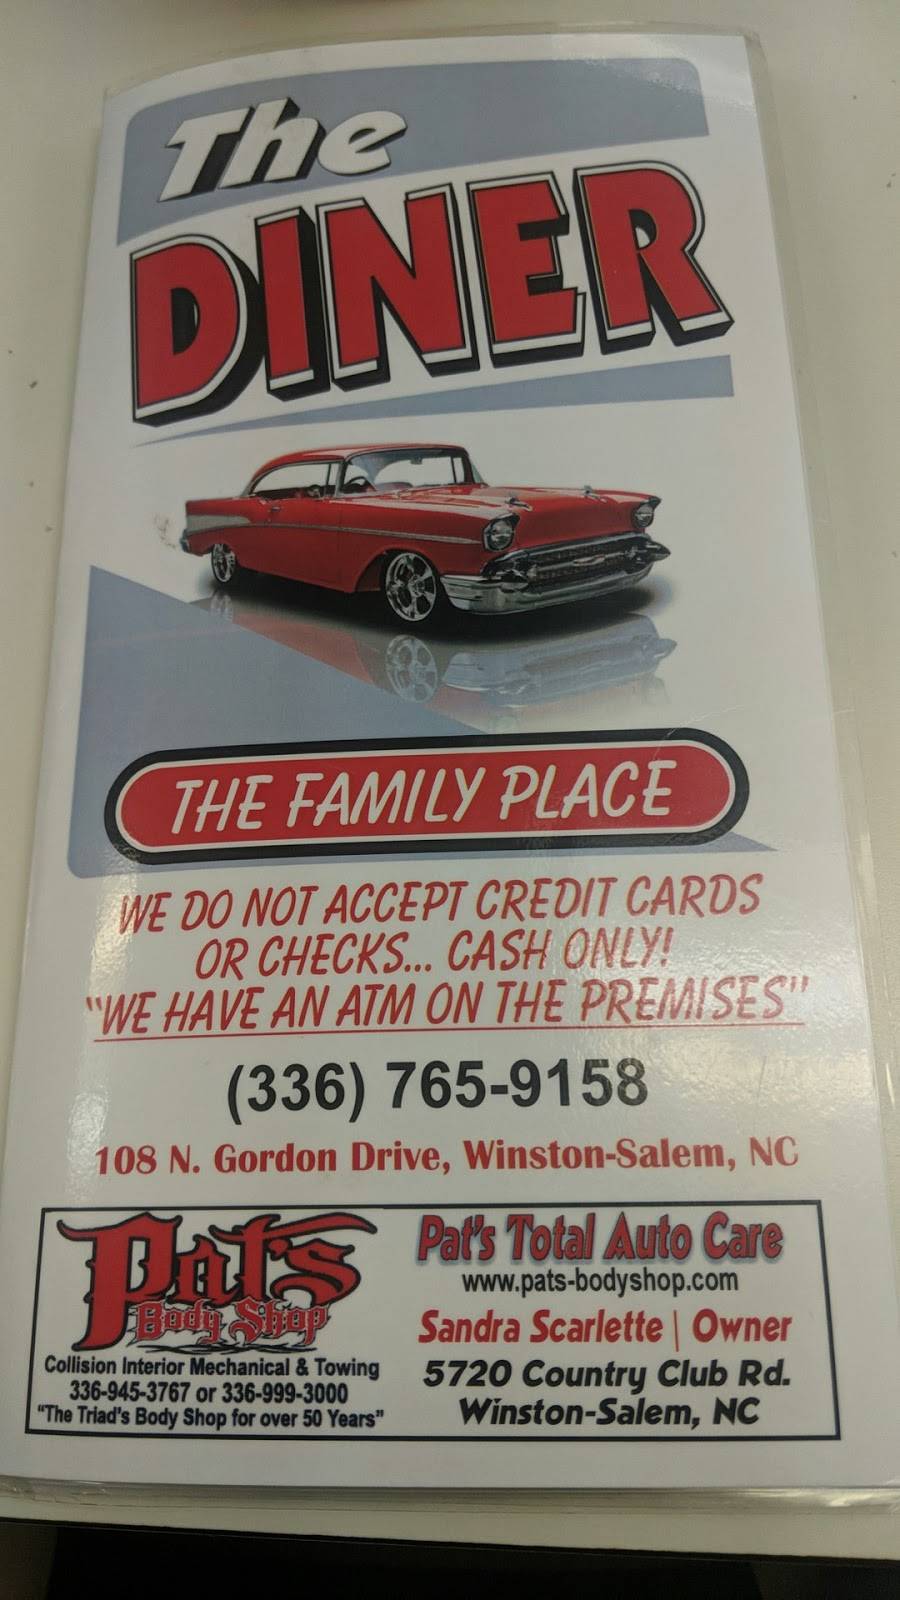 The
DINER
THE FAMILY PLACE
WE DO NOT ACCEPT CREDIT CARDS
OR CHECKS... CASH ONLY!
"WE HAVE AN ATM ON THE PREMISES"
(336) 765-9158
108 N. Gordon Drive, Winston-Salem, NC
Pat's
Body Shop
Collision Interior Mechanical & Towing
336-945-3767 or 336-999-3000
"The Triad's Body Shop for over 50 Years"
Pat's Total Auto Care
www.pats-bodyshop.com
Sandra Scarlette | Owner
5720 Country Club Rd.
Winston-Salem, NC